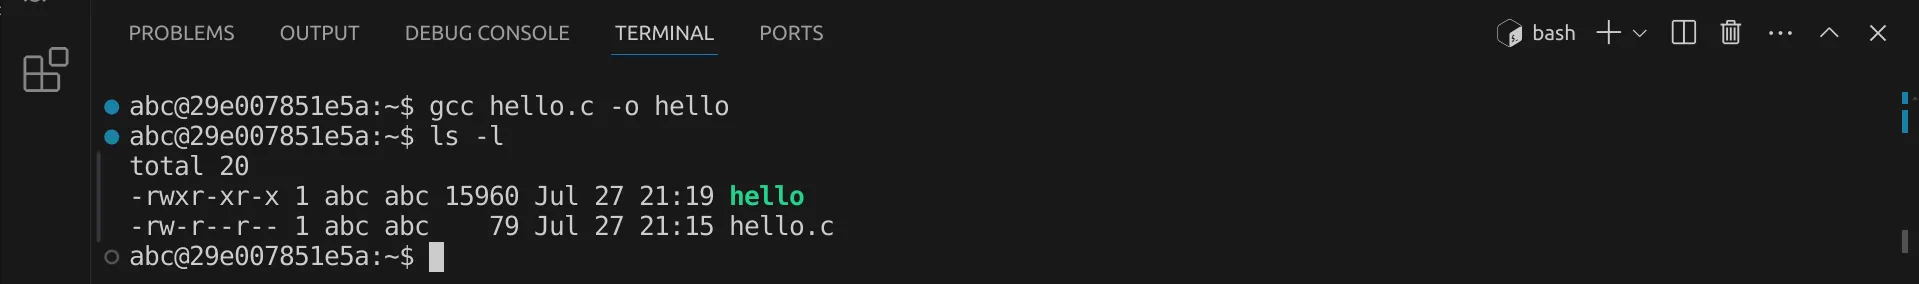 PROBLEMS OUTPUT DEBUG CONSOLE TERMINAL PORTS bash
abc@29e007851e5a:~$ gcc hello.c -o hello
abc@29e007851e5a:~$ ls -l
total 20
-rwxr-xr-x 1 abc abc 15960 Jul 27 21:19 hello
-rw-r--r-- 1 abc abc    79 Jul 27 21:15 hello.c
abc@29e007851e5a:~$